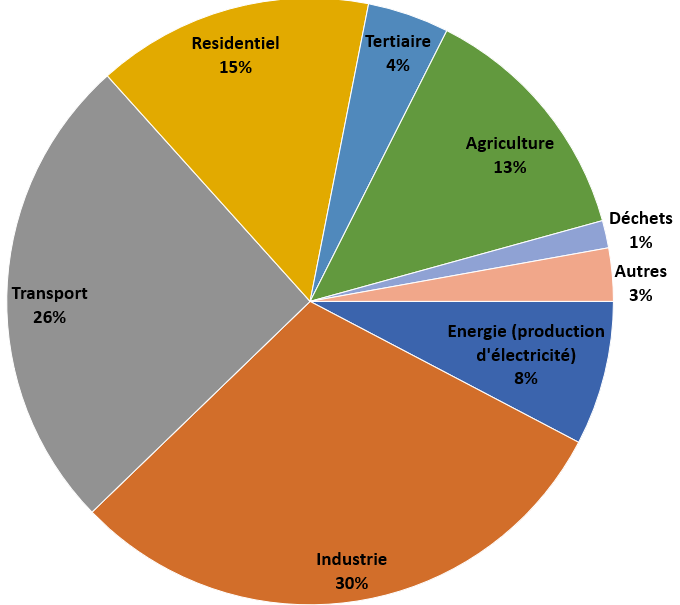 Residentiel
15%
Tertiaire
4%
Agriculture
13%
Déchets
1%
Autres
3%
Transport
26%
Energie (production
d'électricité)
8%
Industrie
30%